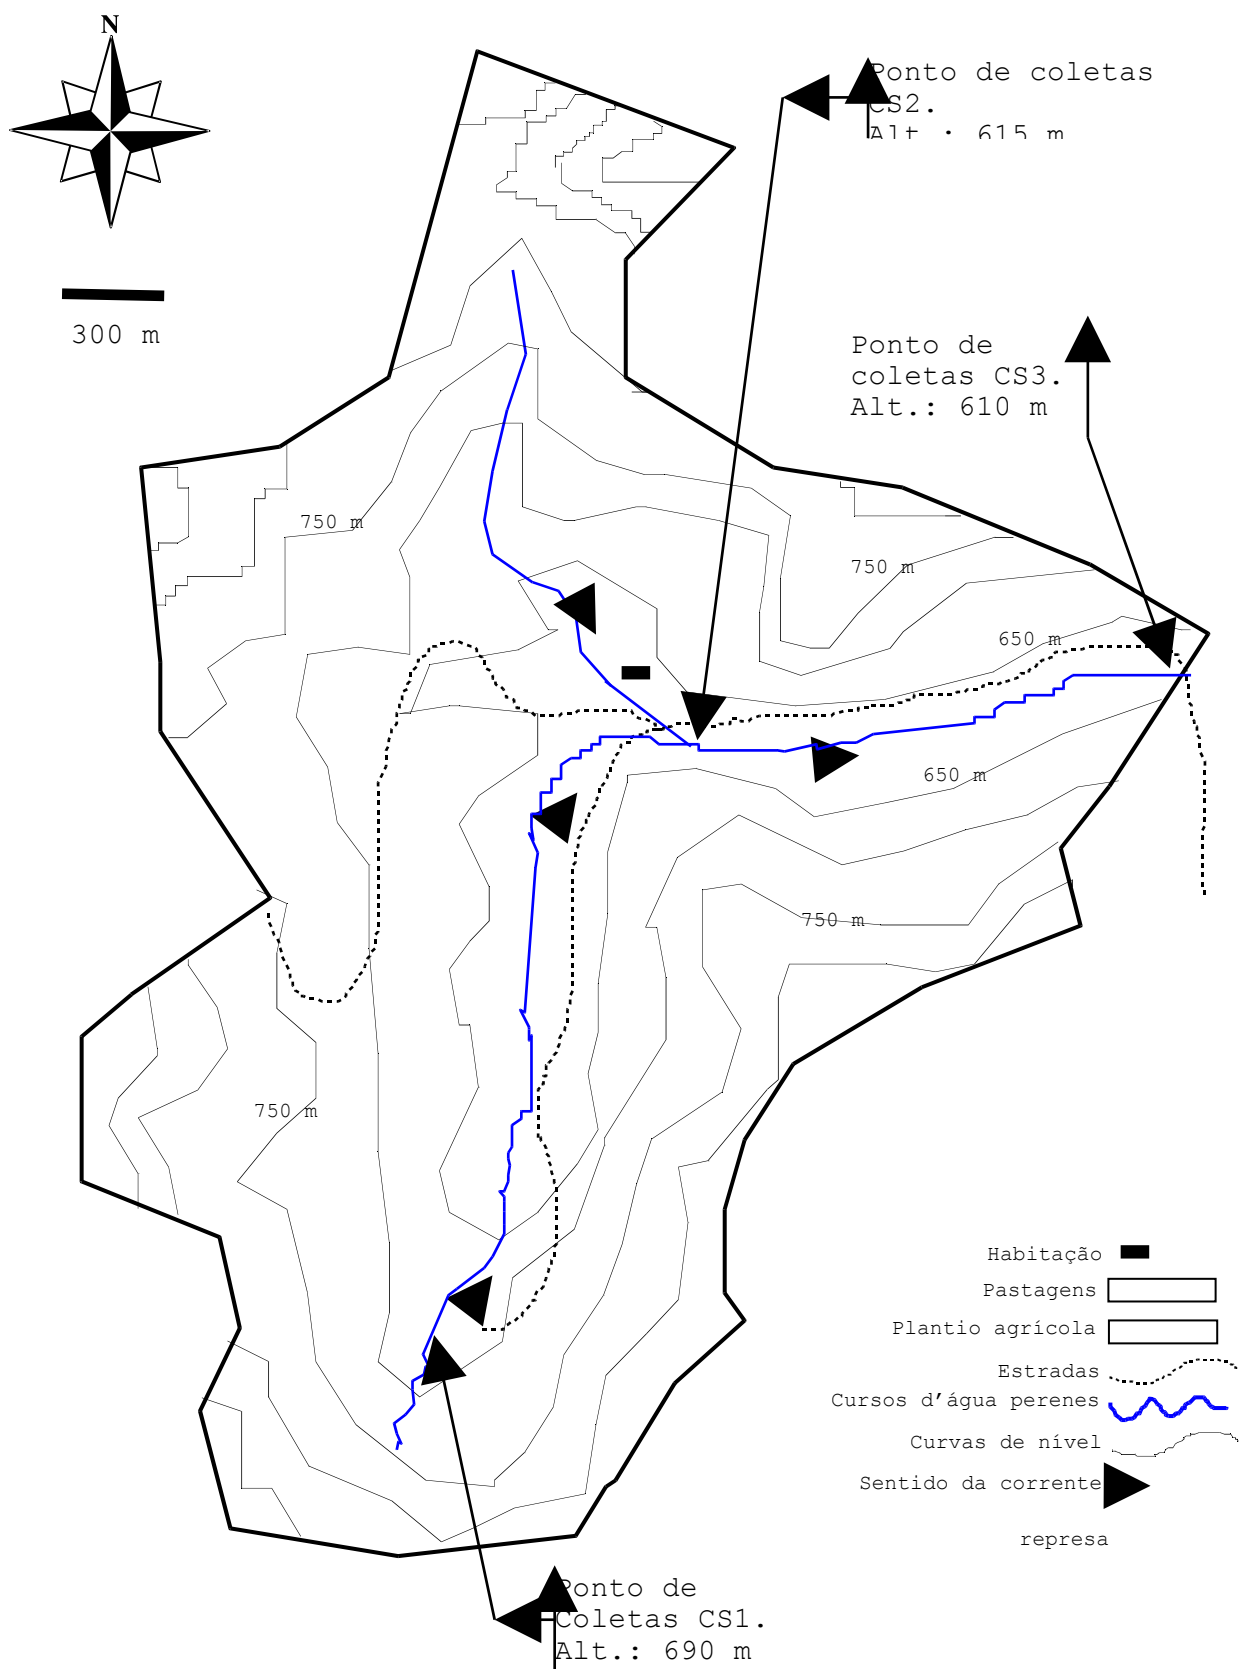 N
Ponto de coletas
CS2.
Alt.: 615 m
300 m
Ponto de
coletas CS3.
Alt.: 610 m
750 m
750 m
650 m
650 m
750 m
750 m
Habitação
Pastagens
Plantio agrícola
Estradas
Cursos d’água perenes
Curvas de nível
Sentido da corrente
represa
Ponto de
Coletas CS1.
Alt.: 690 m